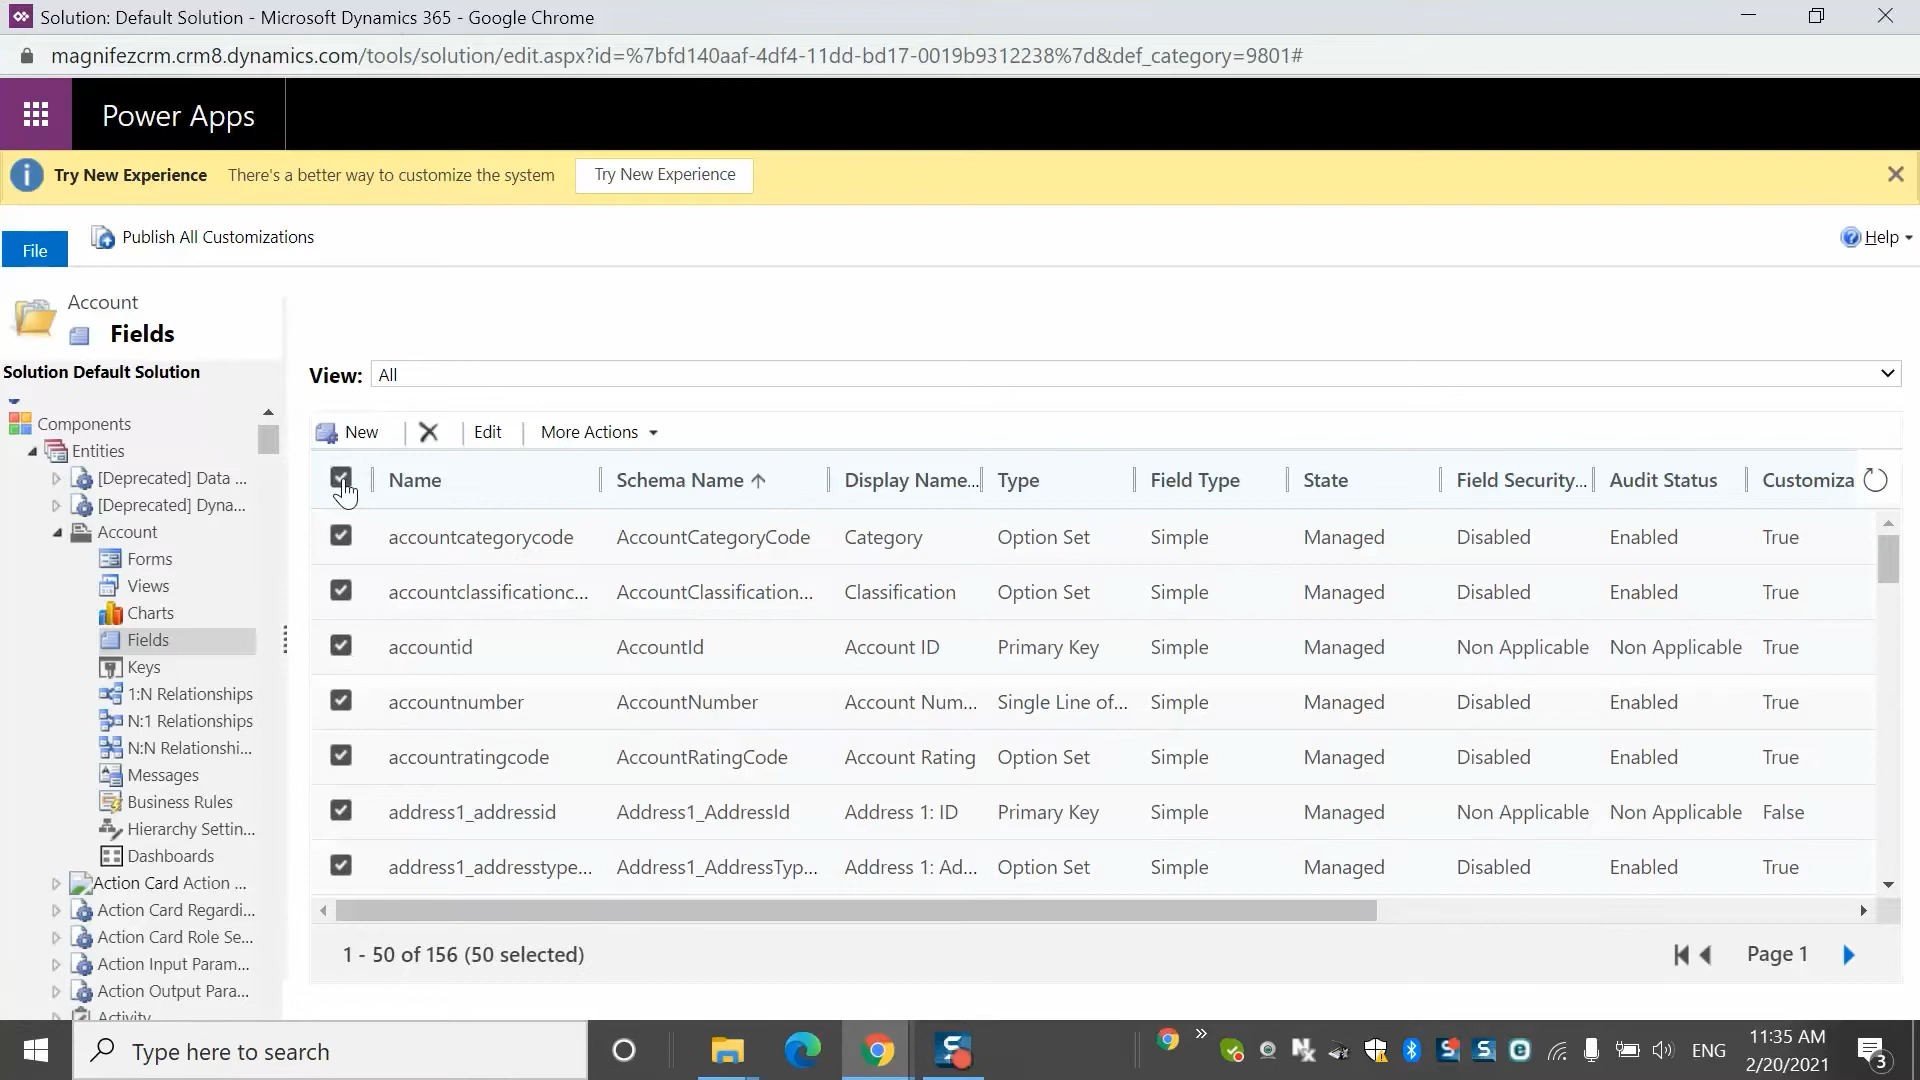 Solution: Default Solution - Microsoft Dynamics 365 - Google Chrome
magnifezcrm.crm8.dynamics.com/tools/solution/edit.aspx?id=%7bfd140aaf-4df4-11dd-bd17-0019b9312238%7d&def_category=9801#
Power Apps
Try New Experience There's a better way to customize the system Try New Experience
File Publish All Customizations Help
Account
Fields
Solution Default Solution
View: All
Components
Entities
[Deprecated] Data ...
[Deprecated] Dyna...
Account
Forms
Views
Charts
Fields
Keys
1:N Relationships
N:1 Relationships
N:N Relationshi...
Messages
Business Rules
Hierarchy Settin...
Dashboards
Action Card Action ...
Action Card Regardi...
Action Card Role Se...
Action Input Param...
Action Output Para...
Activity
New Edit More Actions
Name Schema Name Display Name... Type Field Type State Field Security... Audit Status Customiza
accountcategorycode AccountCategoryCode Category Option Set Simple Managed Disabled Enabled True
accountclassificationc... AccountClassification... Classification Option Set Simple Managed Disabled Enabled True
accountid AccountId Account ID Primary Key Simple Managed Non Applicable Non Applicable True
accountnumber AccountNumber Account Num... Single Line of... Simple Managed Disabled Enabled True
accountratingcode AccountRatingCode Account Rating Option Set Simple Managed Disabled Enabled True
address1_addressid Address1_AddressId Address 1: ID Primary Key Simple Managed Non Applicable Non Applicable False
address1_addresstype... Address1_AddressTyp... Address 1: Ad... Option Set Simple Managed Disabled Enabled True
1 - 50 of 156 (50 selected) Page 1
Type here to search ENG 11:35 AM
2/20/2021 3